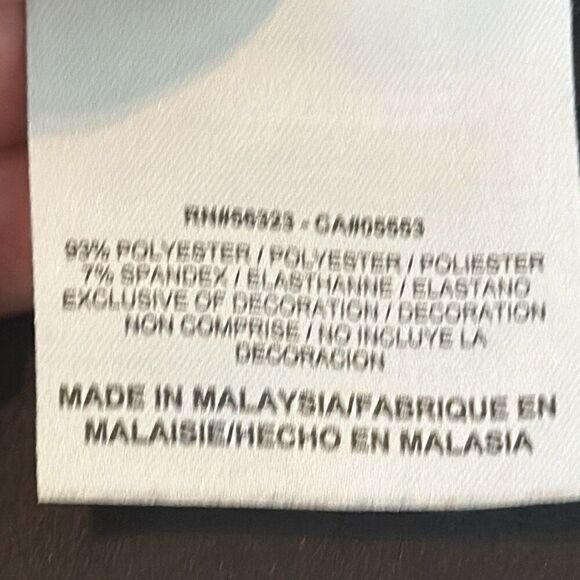 RN#56323 - CA#05553
93% POLYESTER / POLYESTER / POLIESTER
7% SPANDEX / ELASTHANNE / ELASTANO
EXCLUSIVE OF DECORATION / DECORATION
NON COMPRISE / NO INCLUYE LA
DECORACION
MADE IN MALAYSIA/FABRIQUE EN
MALAISIE/HECHO EN MALASIA